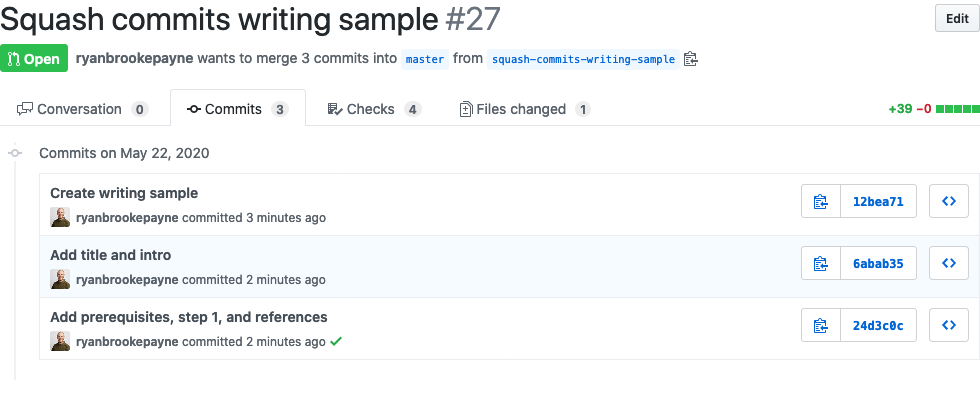 Squash commits writing sample #27
Edit
Open ryanbrookepayne wants to merge 3 commits into master from squash-commits-writing-sample
Conversation 0 Commits 3 Checks 4 Files changed 1 +39 −0
Commits on May 22, 2020
Create writing sample
ryanbrookepayne committed 3 minutes ago
12bea71
Add title and intro
ryanbrookepayne committed 2 minutes ago
6abab35
Add prerequisites, step 1, and references
ryanbrookepayne committed 2 minutes ago
24d3c0c